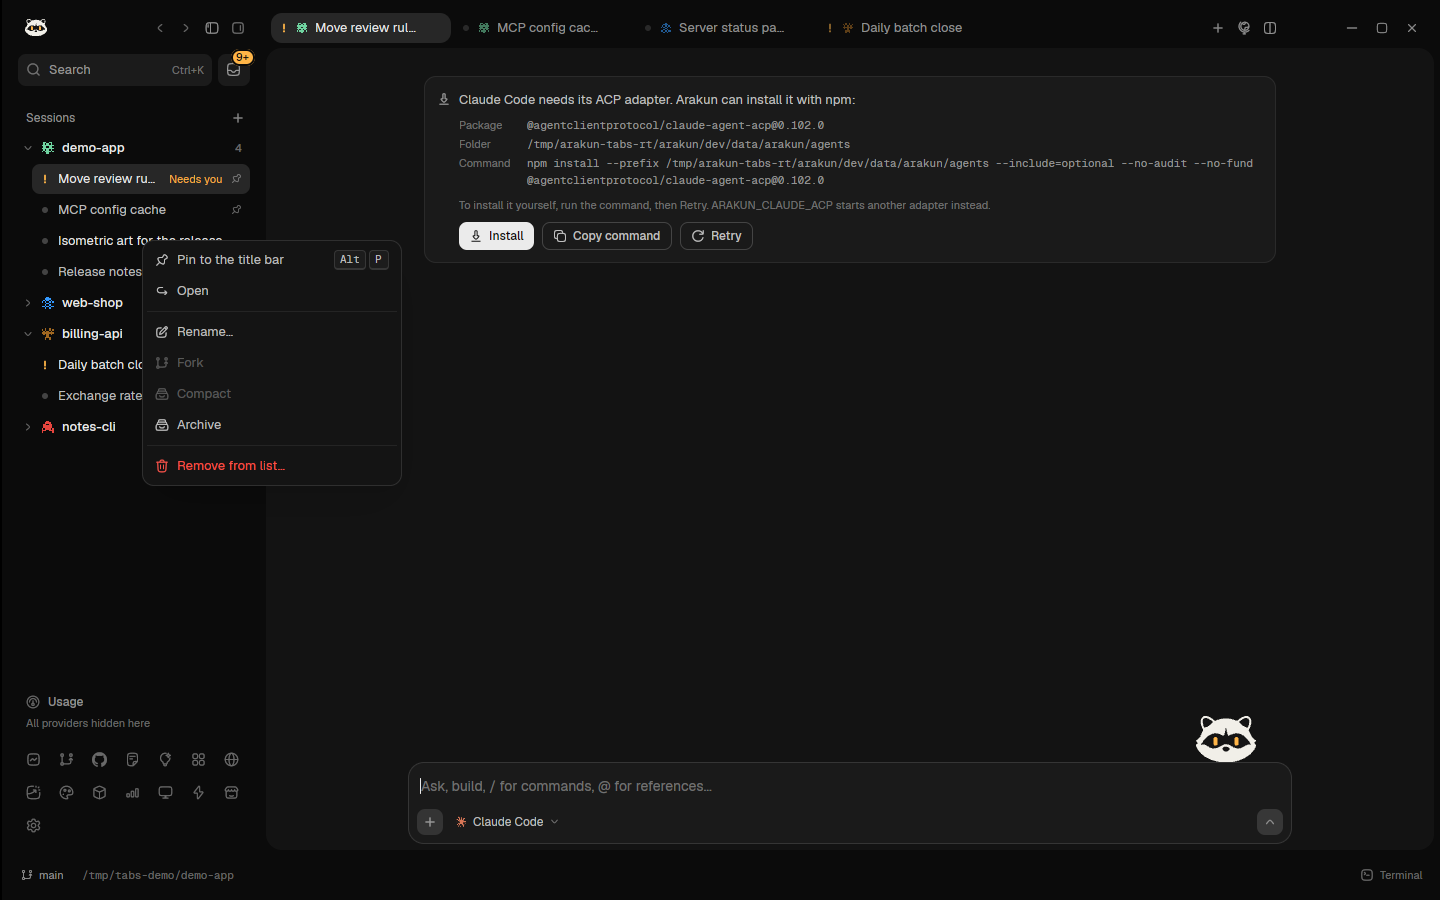 ! Move review rul...
MCP config cac...
Server status pa...
! Daily batch close
Search
Ctrl+K
9+
Sessions
demo-app
4
! Move review ru...
Needs you
MCP config cache
Isometric art for the release
Release notes
web-shop
billing-api
! Daily batch clo
Exchange rate
notes-cli
Pin to the title bar
Alt
P
Open
Rename...
Fork
Compact
Archive
Remove from list...
Claude Code needs its ACP adapter. Arakun can install it with npm:
Package @agentclientprotocol/claude-agent-acp@0.102.0
Folder /tmp/arakun-tabs-rt/arakun/dev/data/arakun/agents
Command npm install --prefix /tmp/arakun-tabs-rt/arakun/dev/data/arakun/agents --include=optional --no-audit --no-fund
@agentclientprotocol/claude-agent-acp@0.102.0
To install it yourself, run the command, then Retry. ARAKUN_CLAUDE_ACP starts another adapter instead.
Install
Copy command
Retry
Usage
All providers hidden here
Ask, build, / for commands, @ for references...
Claude Code
main
/tmp/tabs-demo/demo-app
Terminal